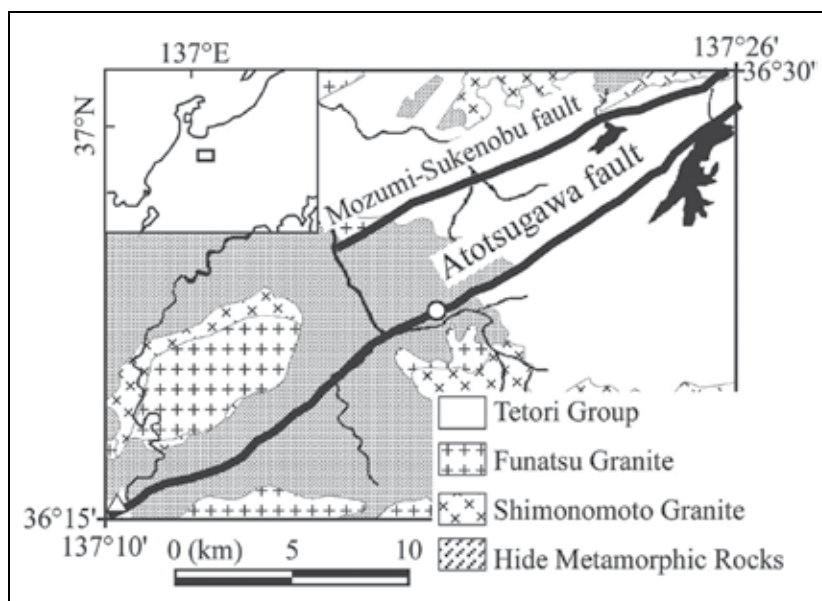 137°E
137°26'
36°30'
37°N
Mozumi-Sukenobu fault
Atotsugawa fault
Tetori Group
Funatsu Granite
Shimonomoto Granite
Hide Metamorphic Rocks
36°15'
137°10'
0 (km) 5 10